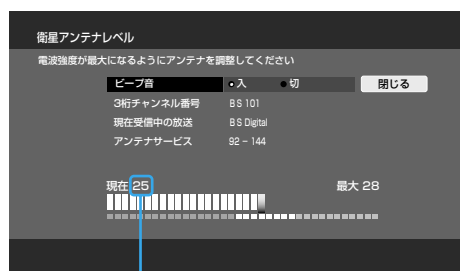 衛星アンテナレベル
電波強度が最大になるようにアンテナを調整してください
ビープ音 入 切 閉じる
3桁チャンネル番号 BS 101
現在受信中の放送 BS Digital
アンテナサービス 92 – 144
現在 25 最大 28